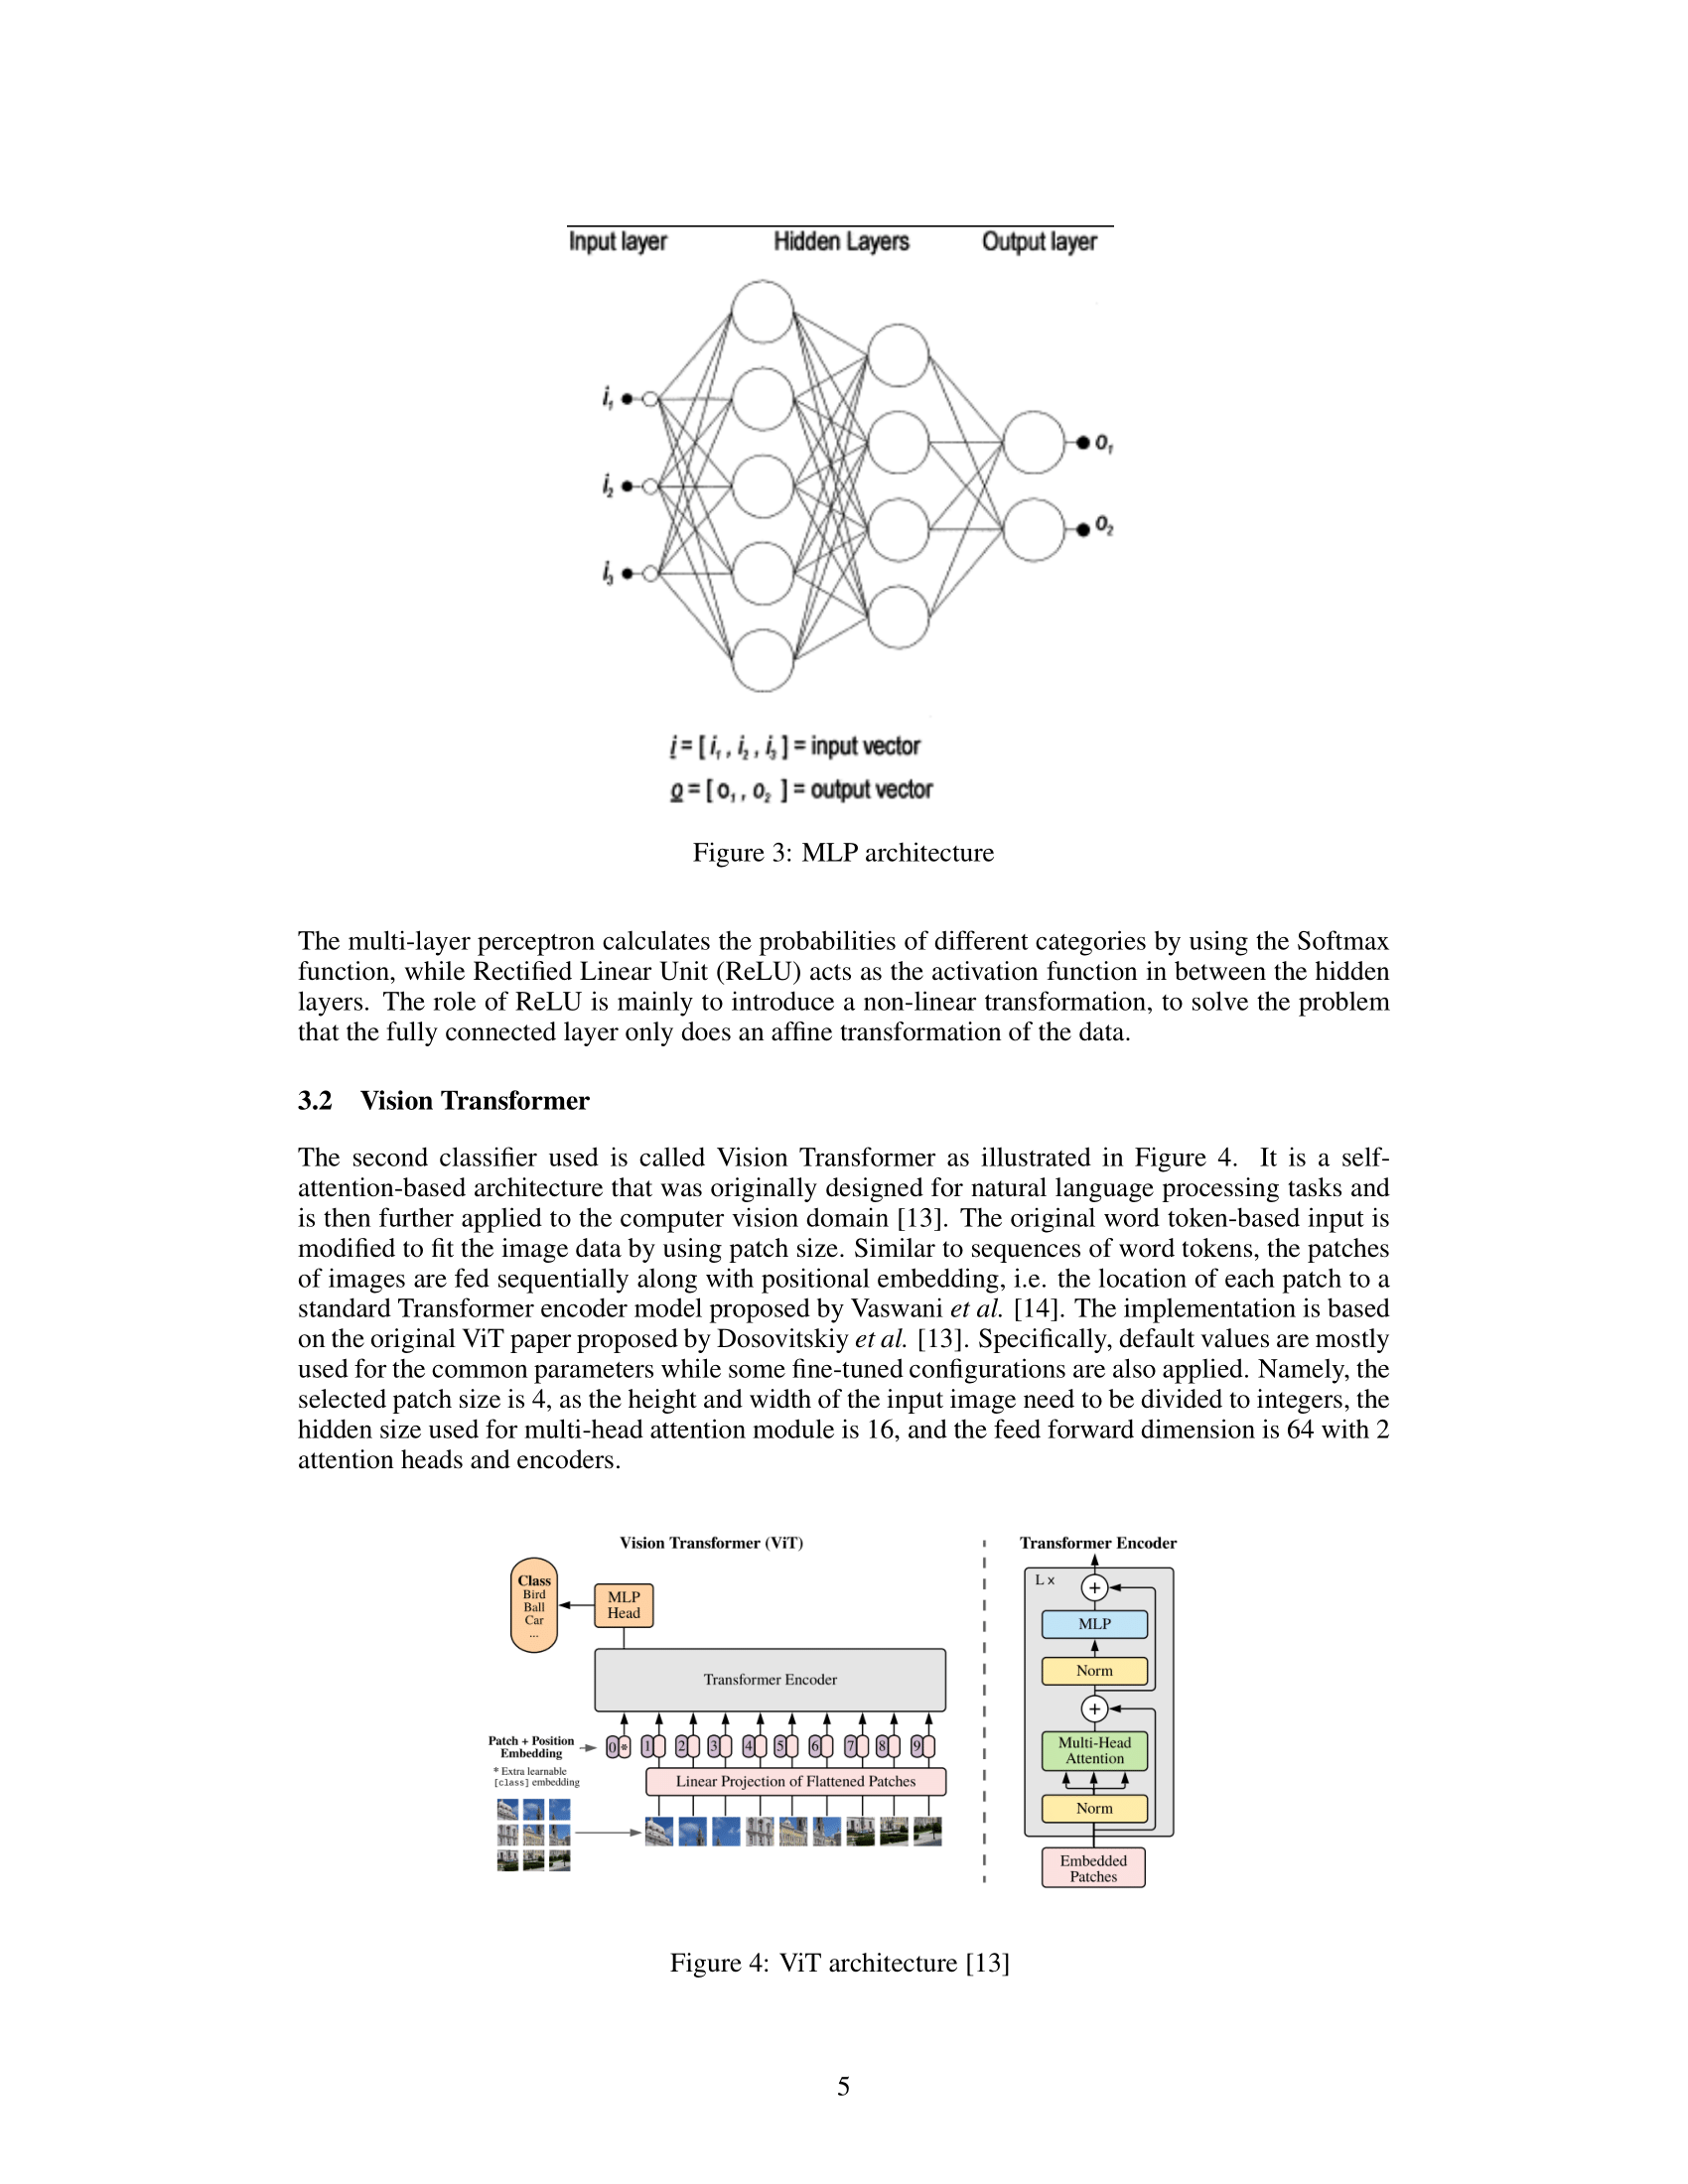 Input layer Hidden Layers Output layer
i1
i2
i3
o1
o2
i = [ i1 , i2 , i3 ] = input vector
o = [ o1 , o2 ] = output vector
Figure 3: MLP architecture
The multi-layer perceptron calculates the probabilities of different categories by using the Softmax
function, while Rectified Linear Unit (ReLU) acts as the activation function in between the hidden
layers. The role of ReLU is mainly to introduce a non-linear transformation, to solve the problem
that the fully connected layer only does an affine transformation of the data.
3.2 Vision Transformer
The second classifier used is called Vision Transformer as illustrated in Figure 4. It is a self-
attention-based architecture that was originally designed for natural language processing tasks and
is then further applied to the computer vision domain [13]. The original word token-based input is
modified to fit the image data by using patch size. Similar to sequences of word tokens, the patches
of images are fed sequentially along with positional embedding, i.e. the location of each patch to a
standard Transformer encoder model proposed by Vaswani et al. [14]. The implementation is based
on the original ViT paper proposed by Dosovitskiy et al. [13]. Specifically, default values are mostly
used for the common parameters while some fine-tuned configurations are also applied. Namely, the
selected patch size is 4, as the height and width of the input image need to be divided to integers, the
hidden size used for multi-head attention module is 16, and the feed forward dimension is 64 with 2
attention heads and encoders.
Vision Transformer (ViT)
Class
Bird
Ball
Car
...
MLP
Head
Transformer Encoder
Patch + Position
Embedding
0 * 1 2 3 4 5 6 7 8 9
* Extra learnable
[class] embedding
Linear Projection of Flattened Patches
Transformer Encoder
L x
+
MLP
Norm
+
Multi-Head
Attention
Norm
Embedded
Patches
Figure 4: ViT architecture [13]
5